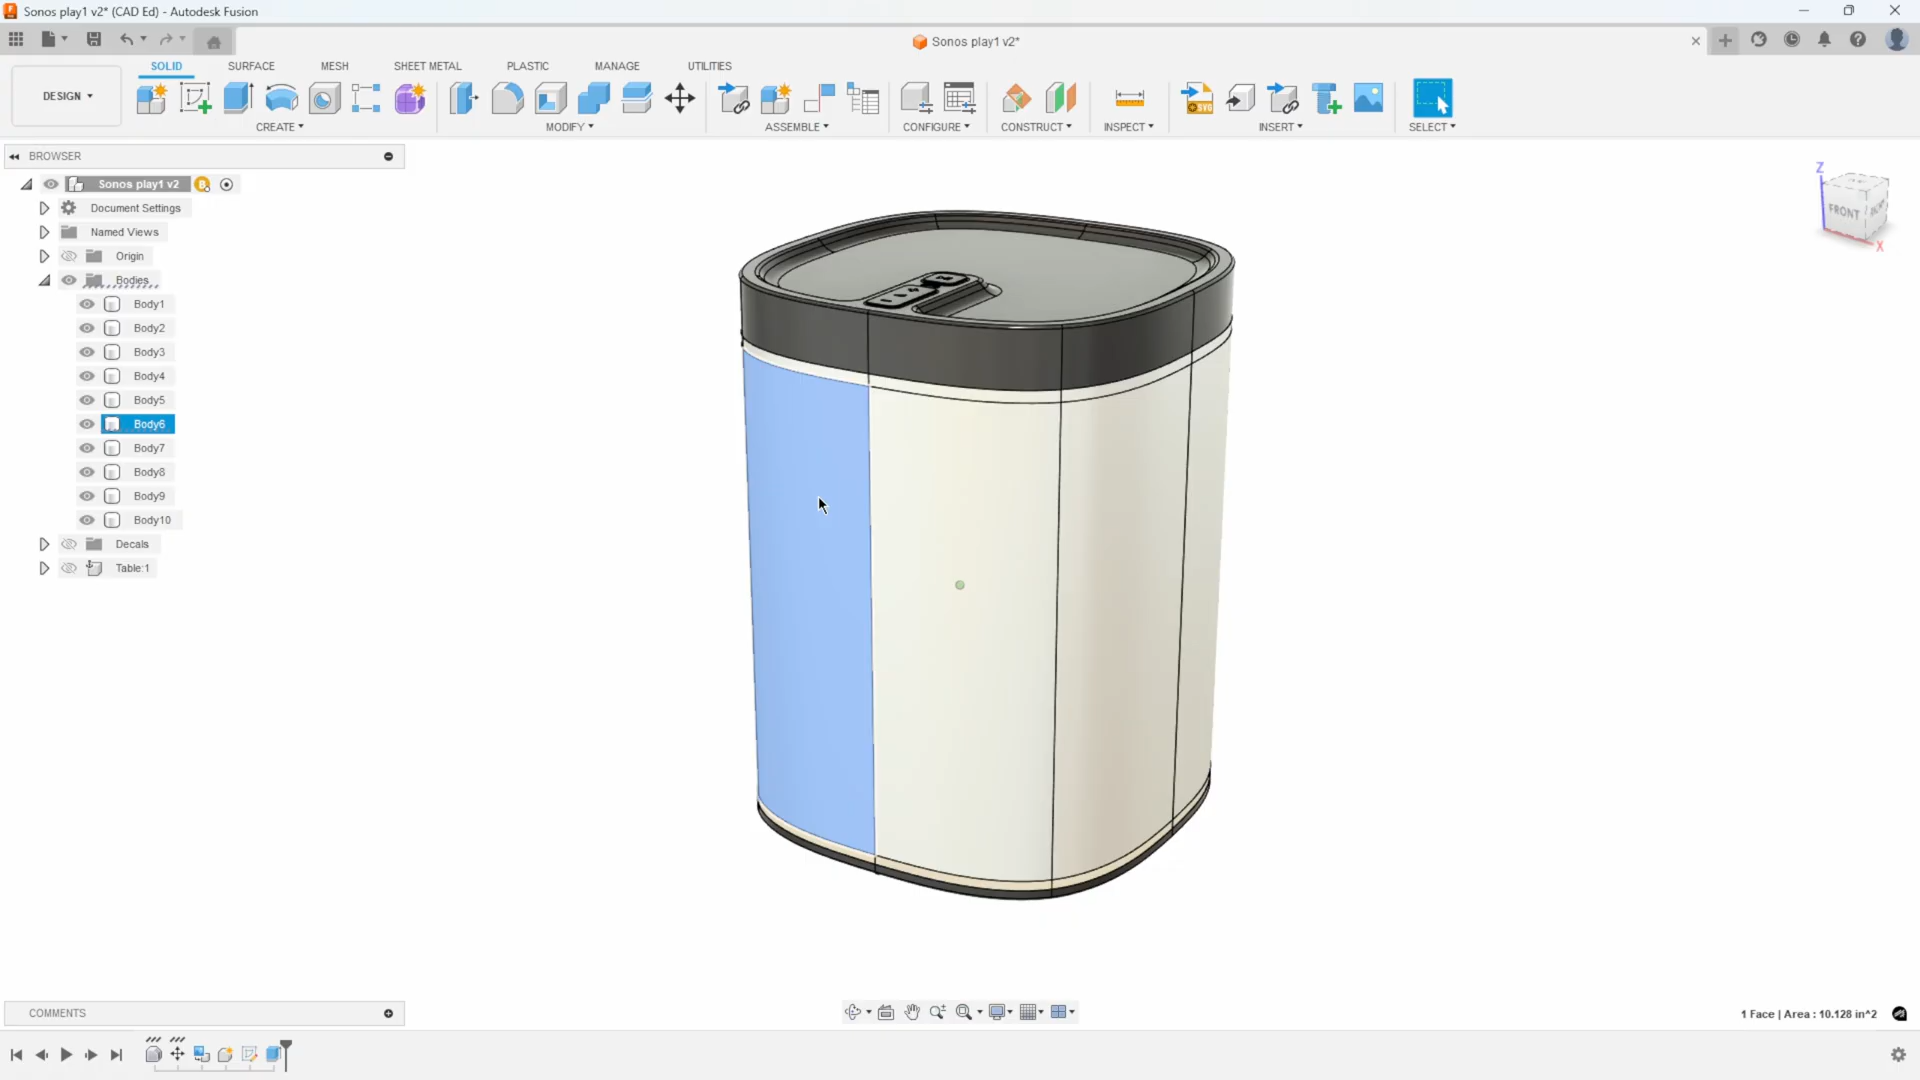 Sonos play1 v2* (CAD Ed) - Autodesk Fusion
Sonos play1 v2*
DESIGN
SOLID
SURFACE
MESH
SHEET METAL
PLASTIC
MANAGE
UTILITIES
CREATE
MODIFY
ASSEMBLE
CONFIGURE
CONSTRUCT
INSPECT
INSERT
SELECT
BROWSER
Sonos play1 v2
Document Settings
Named Views
Origin
Bodies
Body1
Body2
Body3
Body4
Body5
Body6
Body7
Body8
Body9
Body10
Decals
Table:1
Z
FRONT
X
COMMENTS
1 Face | Area : 10.128 in^2